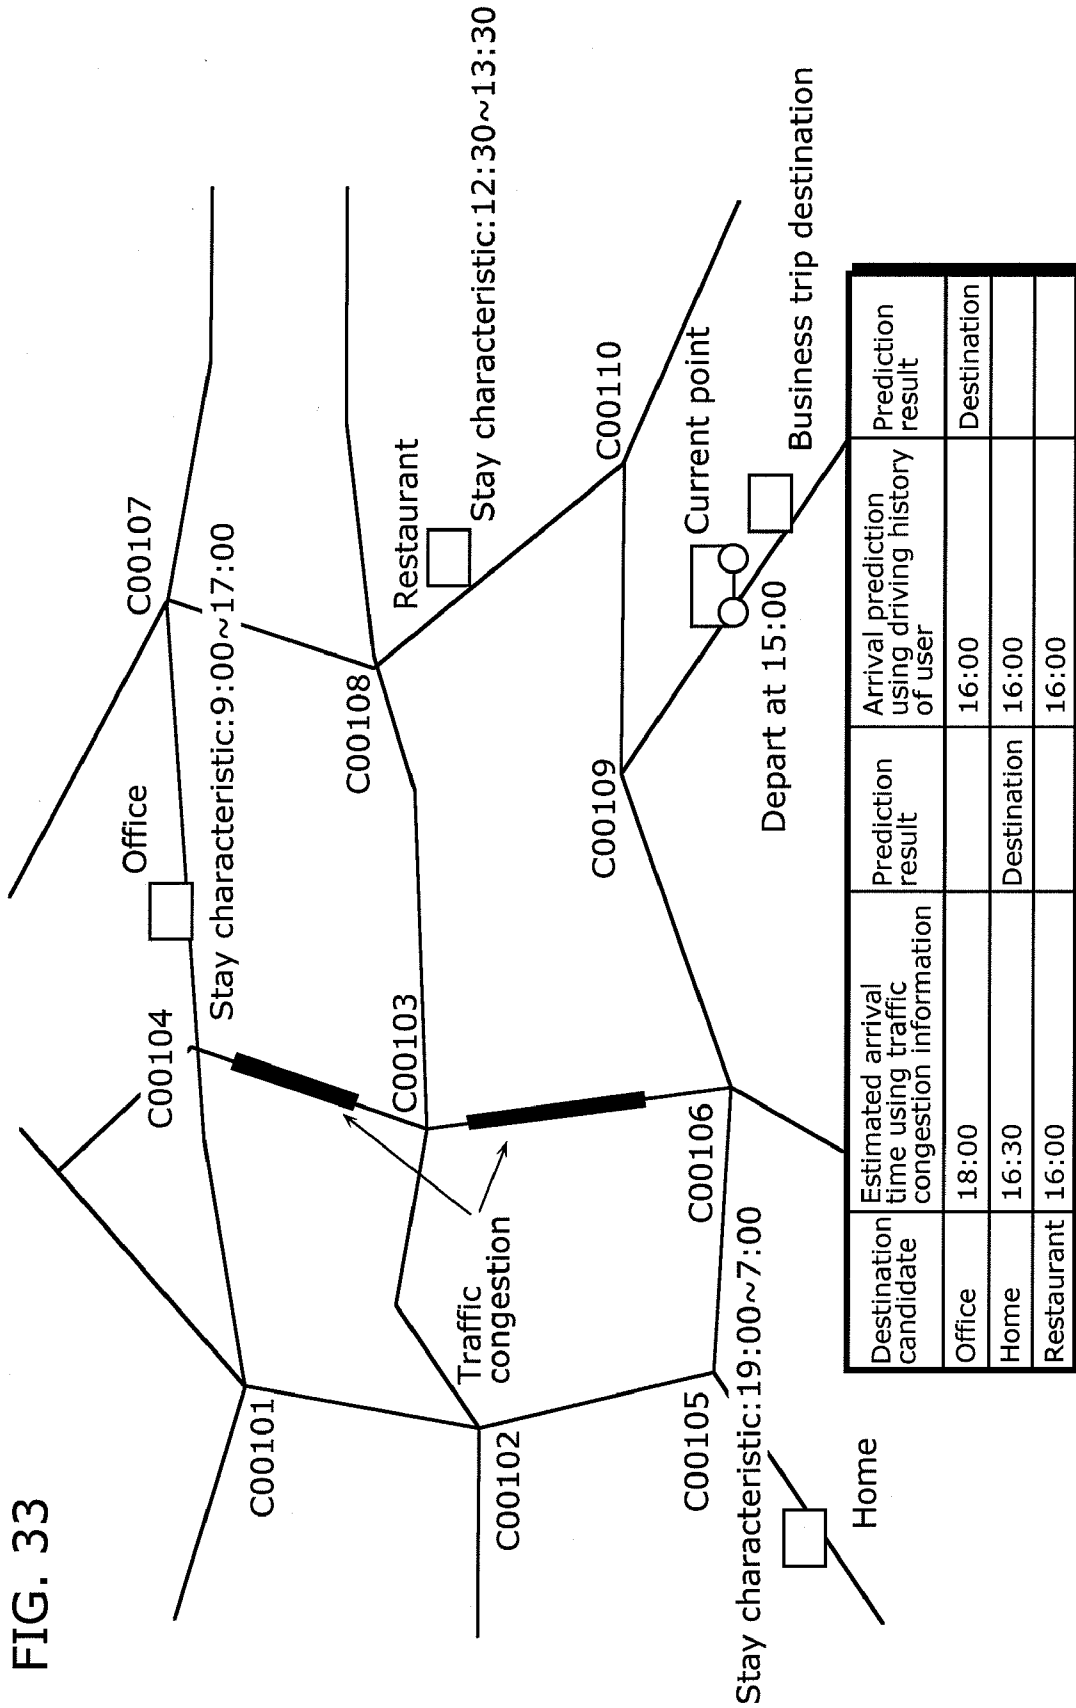 FIG. 33
C00107
Office
C00104
Stay characteristic:9:00~17:00
C00101
Restaurant
Stay characteristic:12:30~13:30
C00108
C00103
Traffic
congestion
C00102
C00110
C00109
C00106
C00105
Current point
Business trip destination
Depart at 15:00
Stay characteristic:19:00~7:00
Home
Destination
candidate
Estimated arrival
time using traffic
congestion information
Prediction
result
Arrival prediction
using driving history
of user
Prediction
result
Office 18:00 16:00 Destination
Home 16:30 Destination 16:00
Restaurant 16:00 16:00